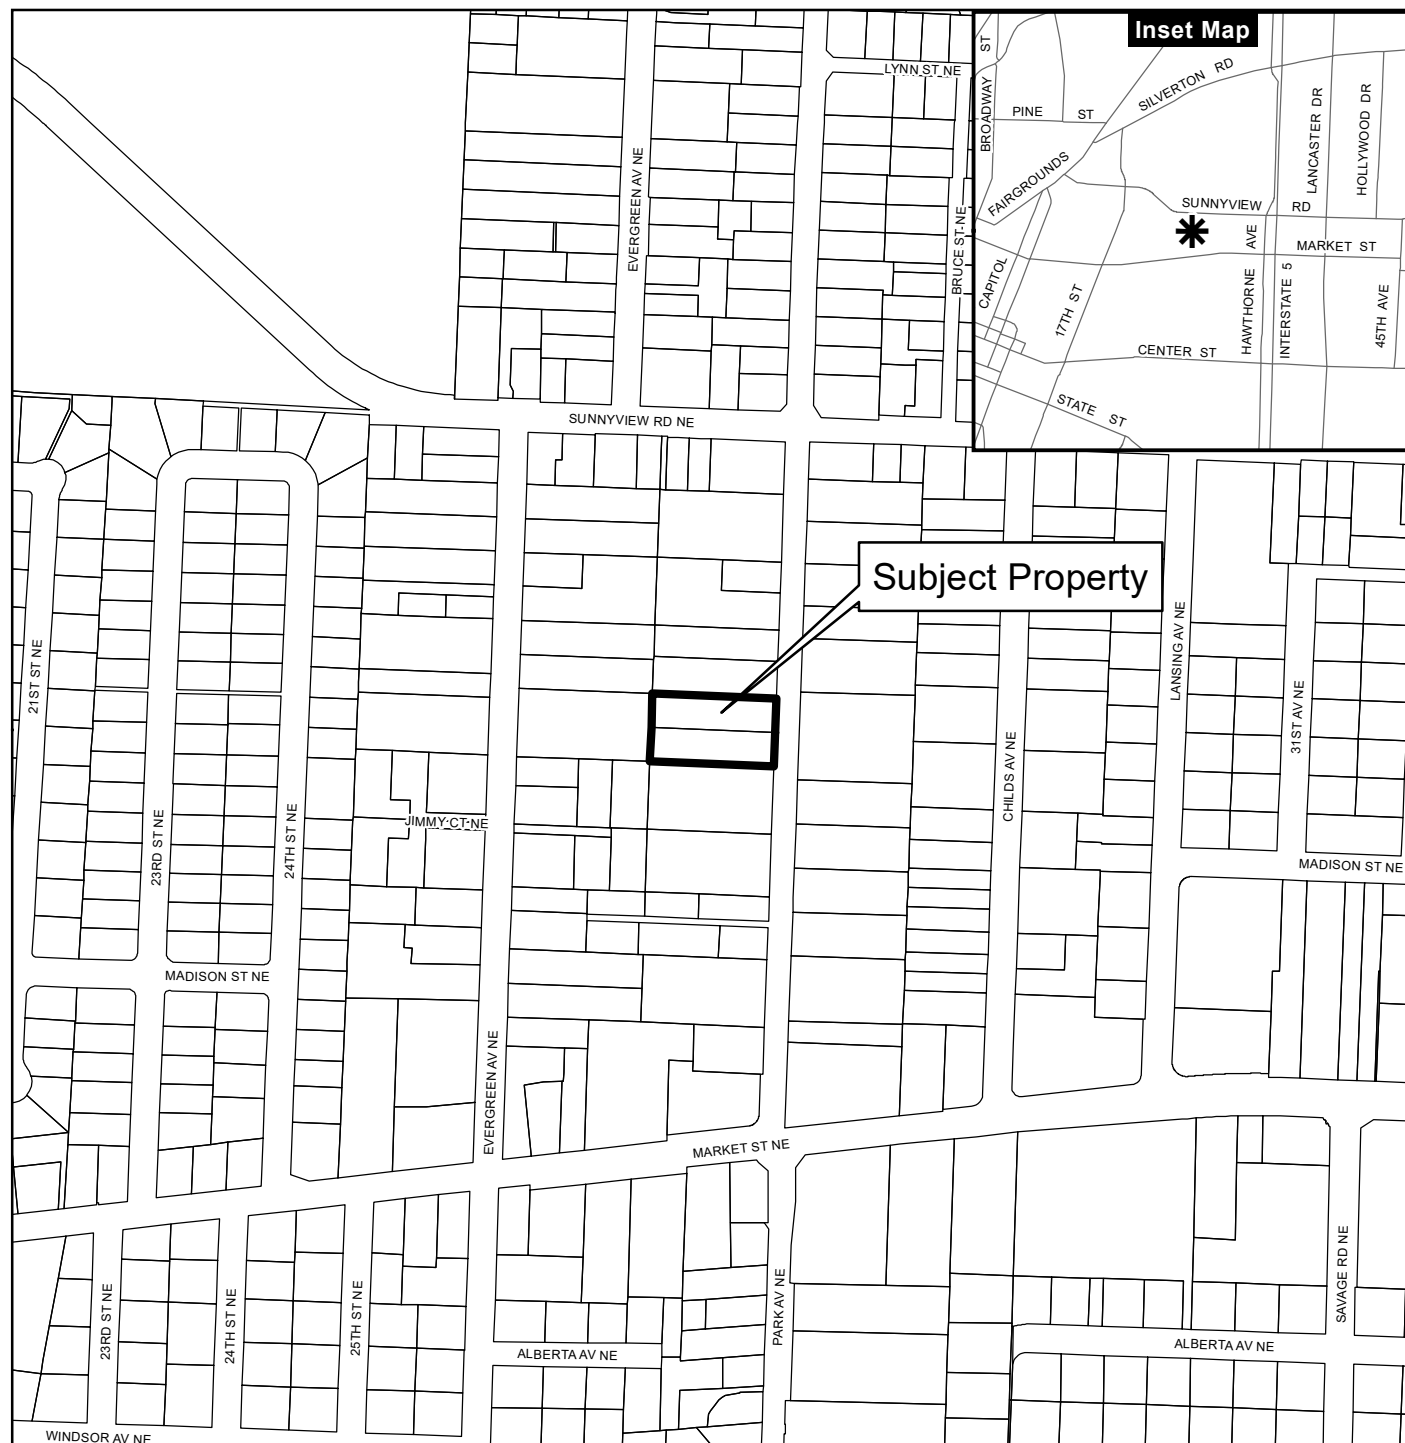 Inset Map
LYNN ST NE
BROADWAY ST
PINE ST
SILVERTON RD
LANCASTER DR
HOLLYWOOD DR
FAIRGROUNDS
SUNNYVIEW RD
MARKET ST
HAWTHORNE AVE
INTERSTATE 5
CAPITOL
17TH ST
45TH AVE
CENTER ST
STATE ST
EVERGREEN AV NE
BRUCE ST NE
SUNNYVIEW RD NE
Subject Property
21ST ST NE
LANSING AV NE
31ST AV NE
CHILDS AV NE
JIMMY CT NE
23RD ST NE
24TH ST NE
MADISON ST NE
MADISON ST NE
EVERGREEN AV NE
MARKET ST NE
SAVAGE RD NE
23RD ST NE
24TH ST NE
25TH ST NE
PARK AV NE
ALBERTA AV NE
ALBERTA AV NE
WINDSOR AV NE